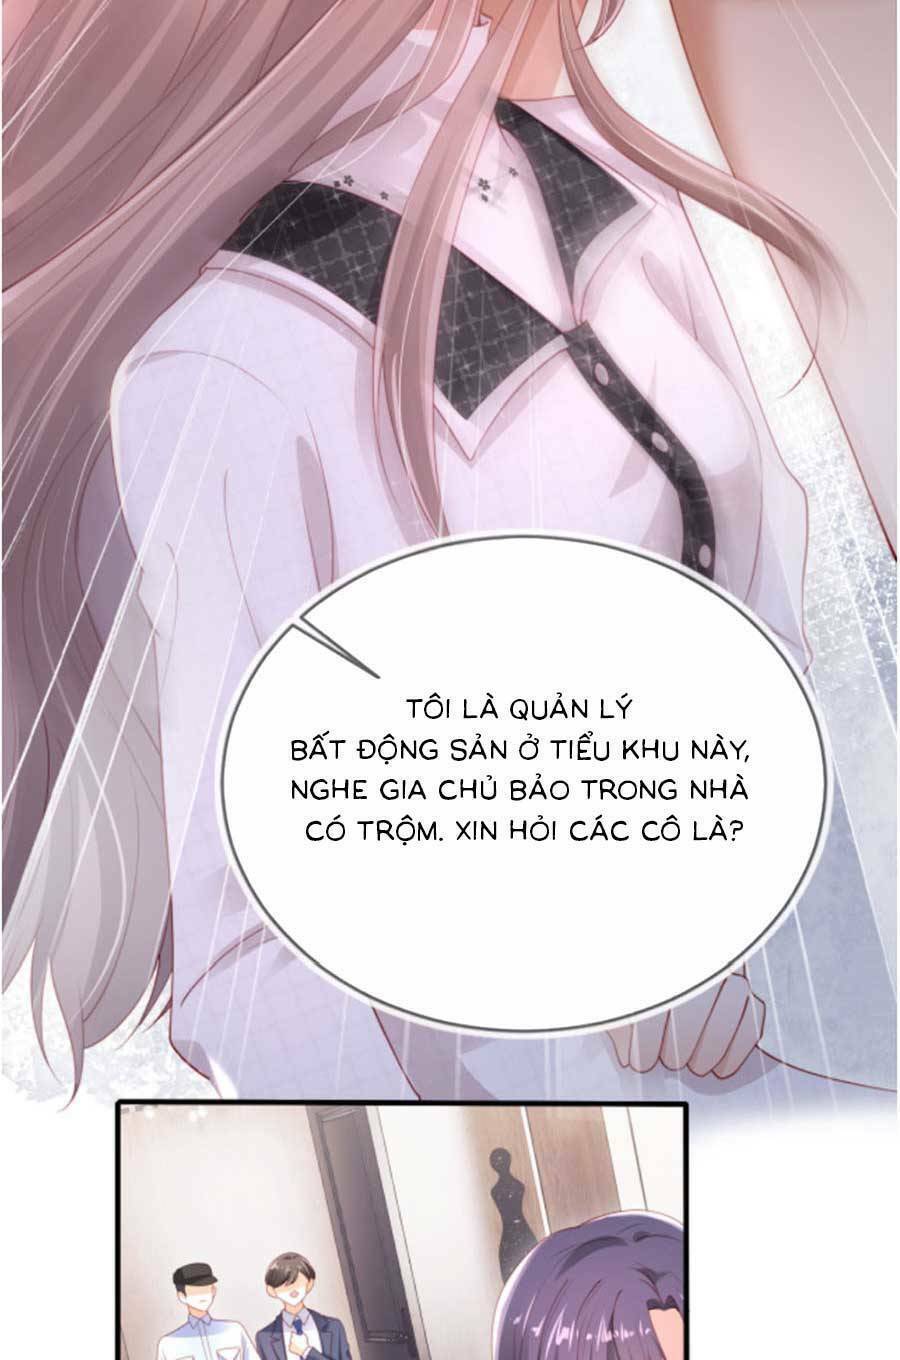 TÔI LÀ QUẢN LÝ
BẤT ĐỘNG SẢN Ở TIỂU KHU NÀY,
NGHE GIA CHỦ BẢO TRONG NHÀ
CÓ TRỘM. XIN HỎI CÁC CÔ LÀ?